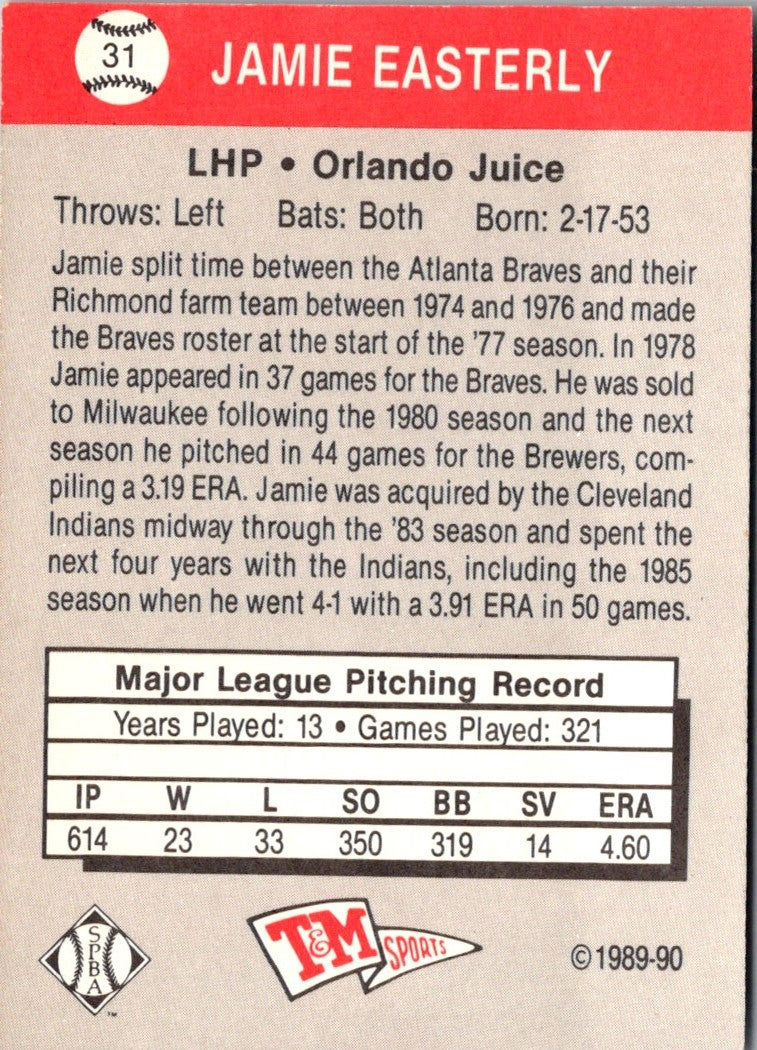 31
JAMIE EASTERLY
LHP • Orlando Juice
Throws: Left Bats: Both Born: 2-17-53
Jamie split time between the Atlanta Braves and their
Richmond farm team between 1974 and 1976 and made
the Braves roster at the start of the '77 season. In 1978
Jamie appeared in 37 games for the Braves. He was sold
to Milwaukee following the 1980 season and the next
season he pitched in 44 games for the Brewers, com-
piling a 3.19 ERA. Jamie was acquired by the Cleveland
Indians midway through the '83 season and spent the
next four years with the Indians, including the 1985
season when he went 4-1 with a 3.91 ERA in 50 games.
Major League Pitching Record
Years Played: 13 • Games Played: 321
IP W L SO BB SV ERA
614 23 33 350 319 14 4.60
SPBA
™
T&M SPORTS
©1989-90